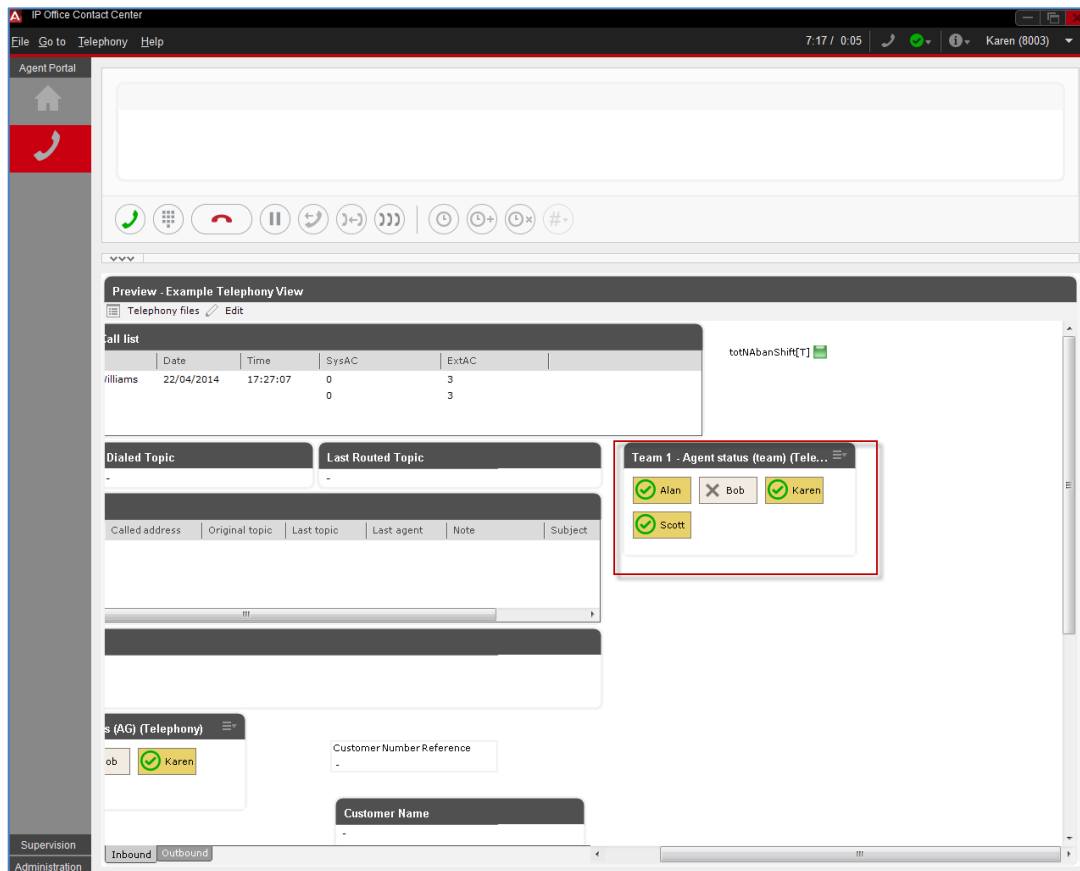 IP Office Contact Center
File Go to Telephony Help
7:17 / 0:05 Karen (8003)
Agent Portal
Preview - Example Telephony View
Telephony files Edit
Call list
Date Time SysAC ExtAC
Villiams 22/04/2014 17:27:07 0 3
0 3
totNAbanShift[T]
Dialed Topic
-
Last Routed Topic
-
Team 1 - Agent status (team) (Tele...
Alan Bob Karen
Scott
Called address Original topic Last topic Last agent Note Subject
s (AG) (Telephony)
ob Karen
Customer Number Reference
-
Customer Name
-
Inbound Outbound
Supervision
Administration